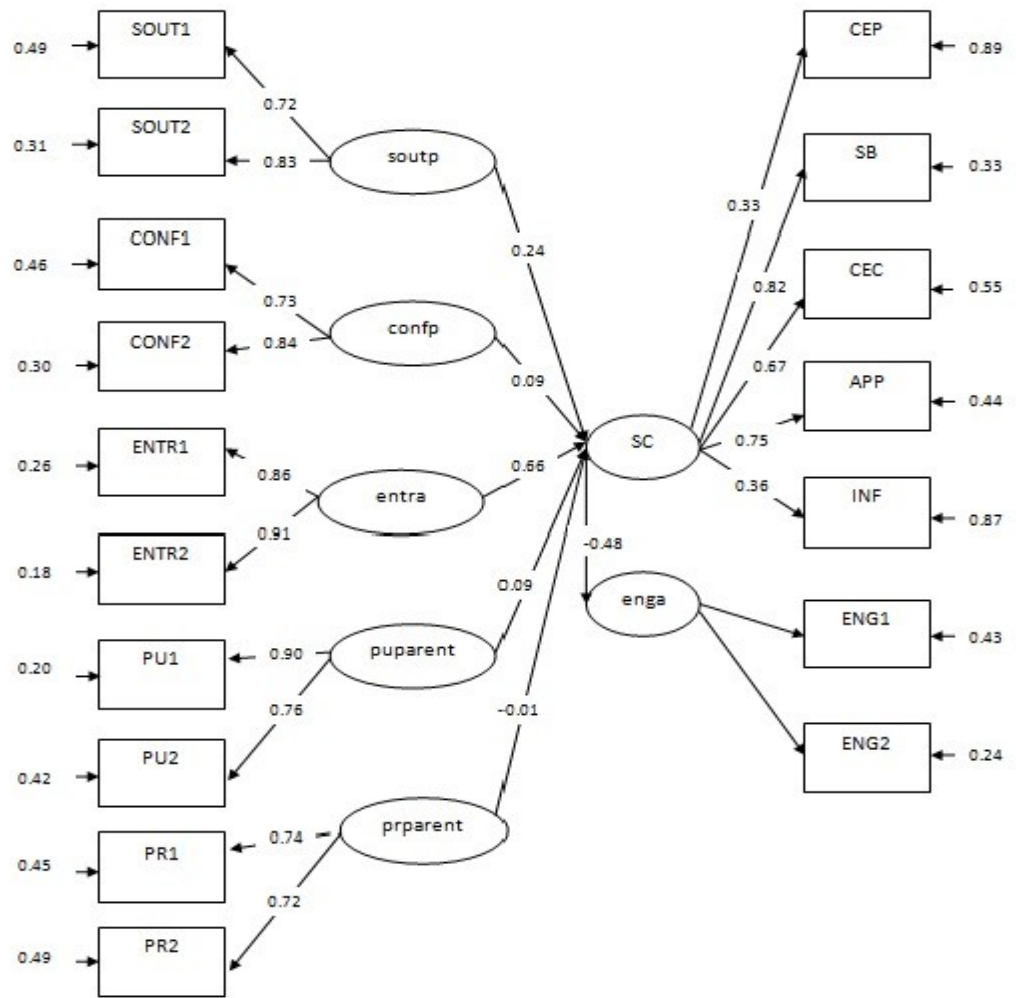 SOUT1
0.49
0.72
SOUT2
0.31
0.83
soutp
CONF1
0.46
0.73
CONF2
0.30
0.84
confp
ENTR1
0.26
0.86
entra
ENTR2
0.18
0.91
PU1
0.20
0.90
puparent
PU2
0.42
0.76
PR1
0.45
0.74
prparent
PR2
0.49
0.72
0.24
0.09
0.66
0.09
-0.01
SC
-0.48
enga
CEP
0.89
0.33
SB
0.33
0.82
CEC
0.55
0.67
APP
0.44
0.75
INF
0.87
0.36
ENG1
0.43
ENG2
0.24